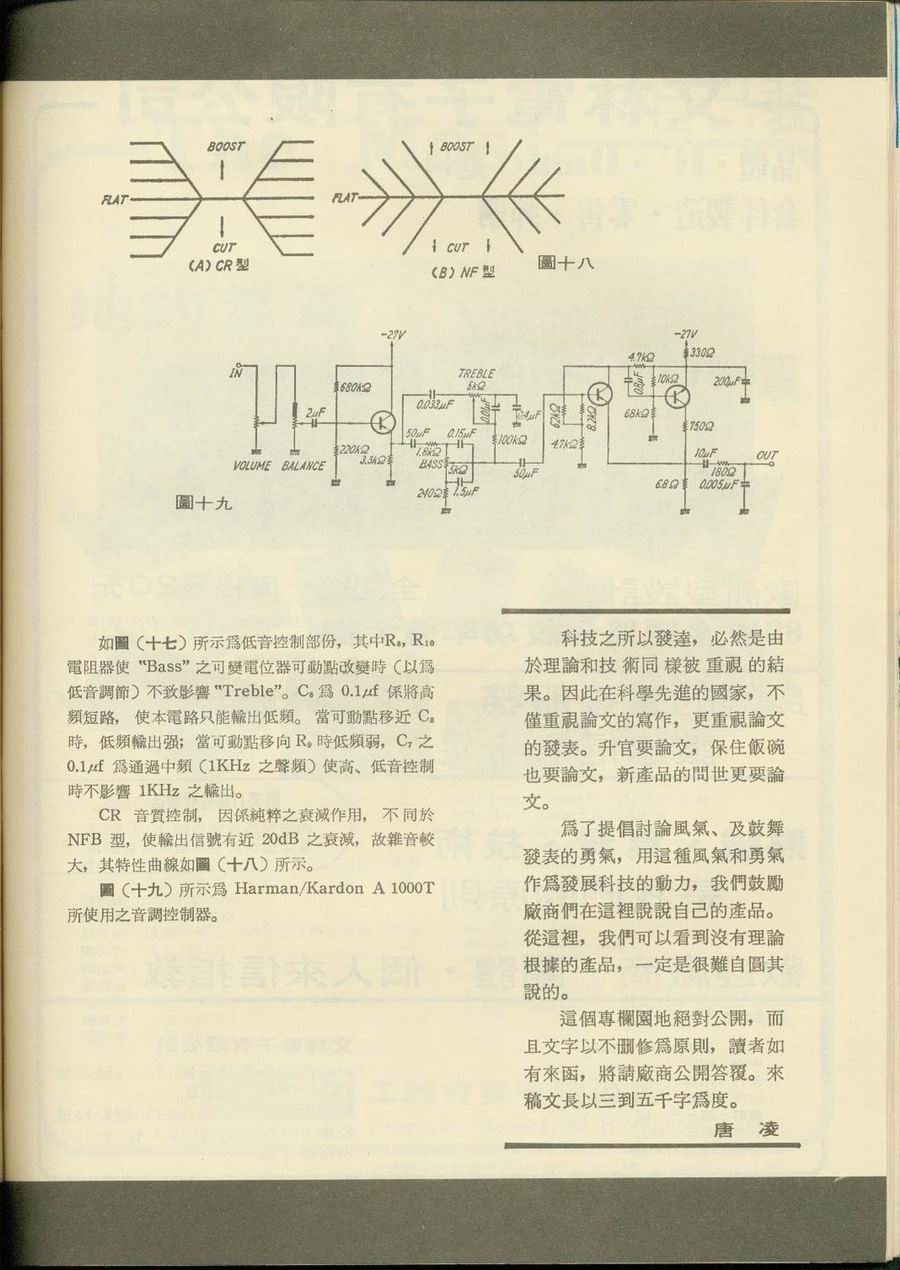 BOOST
FLAT
CUT
(A) CR型
BOOST
FLAT
CUT
(B) NF型
圖十八
-27V
IN
680kΩ
2μF
220kΩ
3.3kΩ
VOLUME BALANCE
TREBLE
5kΩ
0.033μF
0.01μF
0.4μF
50μF
1.8kΩ
0.15μF
100kΩ
BASS
5kΩ
240Ω
1.5μF
50μF
-27V
330Ω
4.7kΩ
0.8μF
10kΩ
200μF
62kΩ
8.2kΩ
68kΩ
4.7kΩ
750Ω
10μF
OUT
180Ω
68Ω
0.005μF
圖十九
如圖（十七）所示爲低音控制部份，其中R₈, R₁₀
電阻器使 “Bass” 之可變電位器可動點改變時（以爲
低音調節）不致影響 “Treble”。C₈ 爲 0.1μf 係將高
頻短路， 使本電路只能輸出低頻。 當可動點移近 C₈
時，低頻輸出强；當可動點移向 R₉ 時低頻弱，C₇ 之
0.1μf 爲通過中頻（1KHz 之聲頻）使高、低音控制
時不影響 1KHz 之輸出。
CR 音質控制， 因係純粹之衰減作用， 不同於
NFB 型，使輸出信號有近 20dB 之衰減，故雜音較
大，其特性曲線如圖（十八）所示。
圖（十九）所示爲 Harman/Kardon A 1000T
所使用之音調控制器。
科技之所以發達，必然是由
於理論和技術同樣被重視的結
果。因此在科學先進的國家，不
僅重視論文的寫作，更重視論文
的發表。升官要論文，保住飯碗
也要論文，新產品的問世更要論
文。
爲了提倡討論風氣、及鼓舞
發表的勇氣，用這種風氣和勇氣
作爲發展科技的動力，我們鼓勵
廠商們在這裡說說自己的產品。
從這裡，我們可以看到沒有理論
根據的產品，一定是很難自圓其
說的。
這個專欄園地絕對公開，而
且文字以不刪修爲原則，讀者如
有來函，將請廠商公開答覆。來
稿文長以三到五千字爲度。
唐 凌